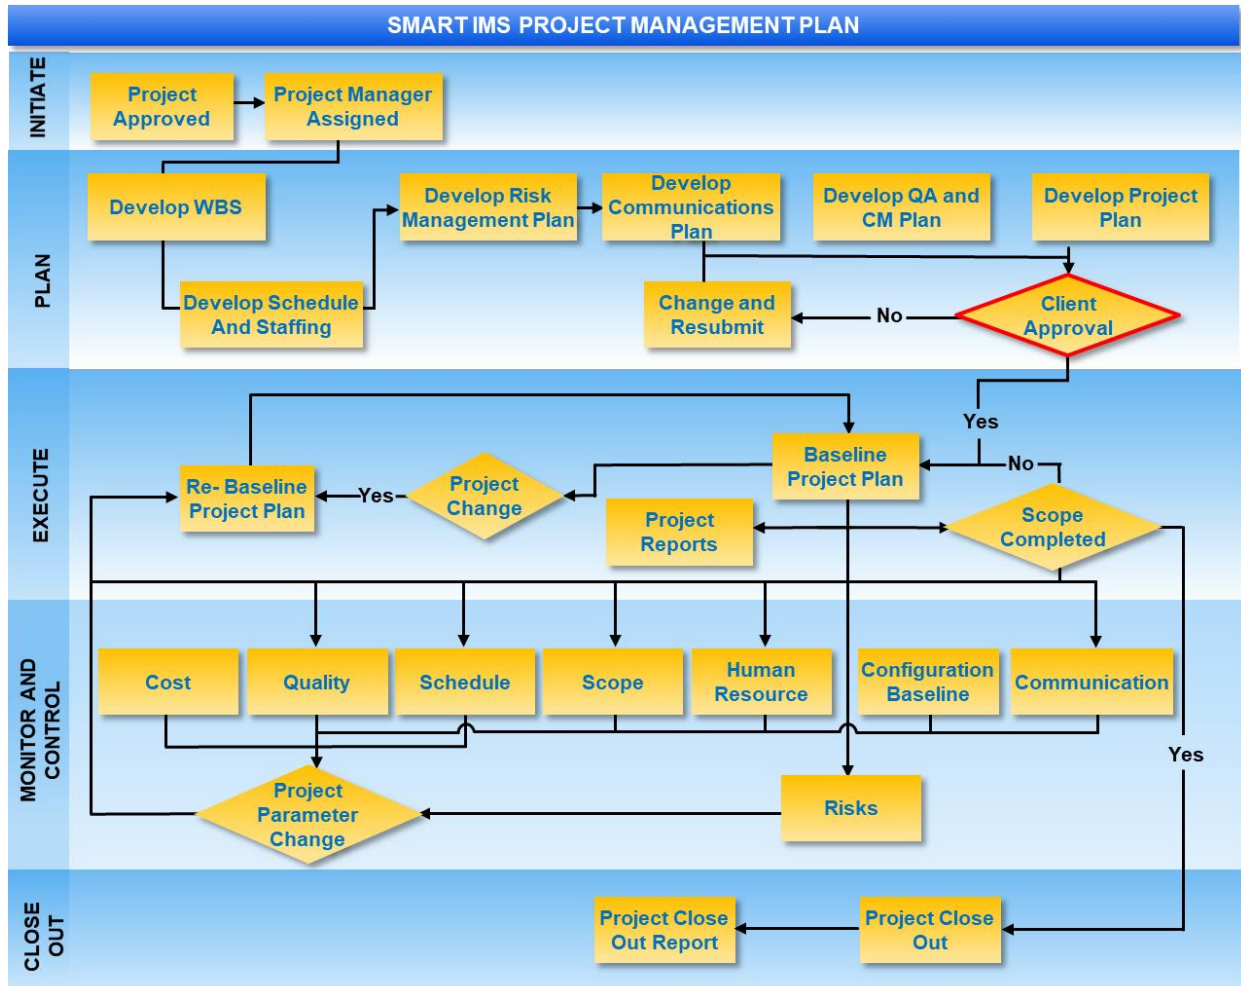 SMART IMS PROJECT MANAGEMENT PLAN
INITIATE
Project
Approved
Project Manager
Assigned
PLAN
Develop WBS
Develop Risk
Management Plan
Develop
Communications
Plan
Develop QA and
CM Plan
Develop Project
Plan
Develop Schedule
And Staffing
Change and
Resubmit
No
Client
Approval
EXECUTE
Yes
Re- Baseline
Project Plan
Yes
Project
Change
Baseline
Project Plan
No
Project
Reports
Scope
Completed
MONITOR AND
CONTROL
Cost
Quality
Schedule
Scope
Human
Resource
Configuration
Baseline
Communication
Yes
Project
Parameter
Change
Risks
CLOSE
OUT
Project Close
Out Report
Project Close
Out